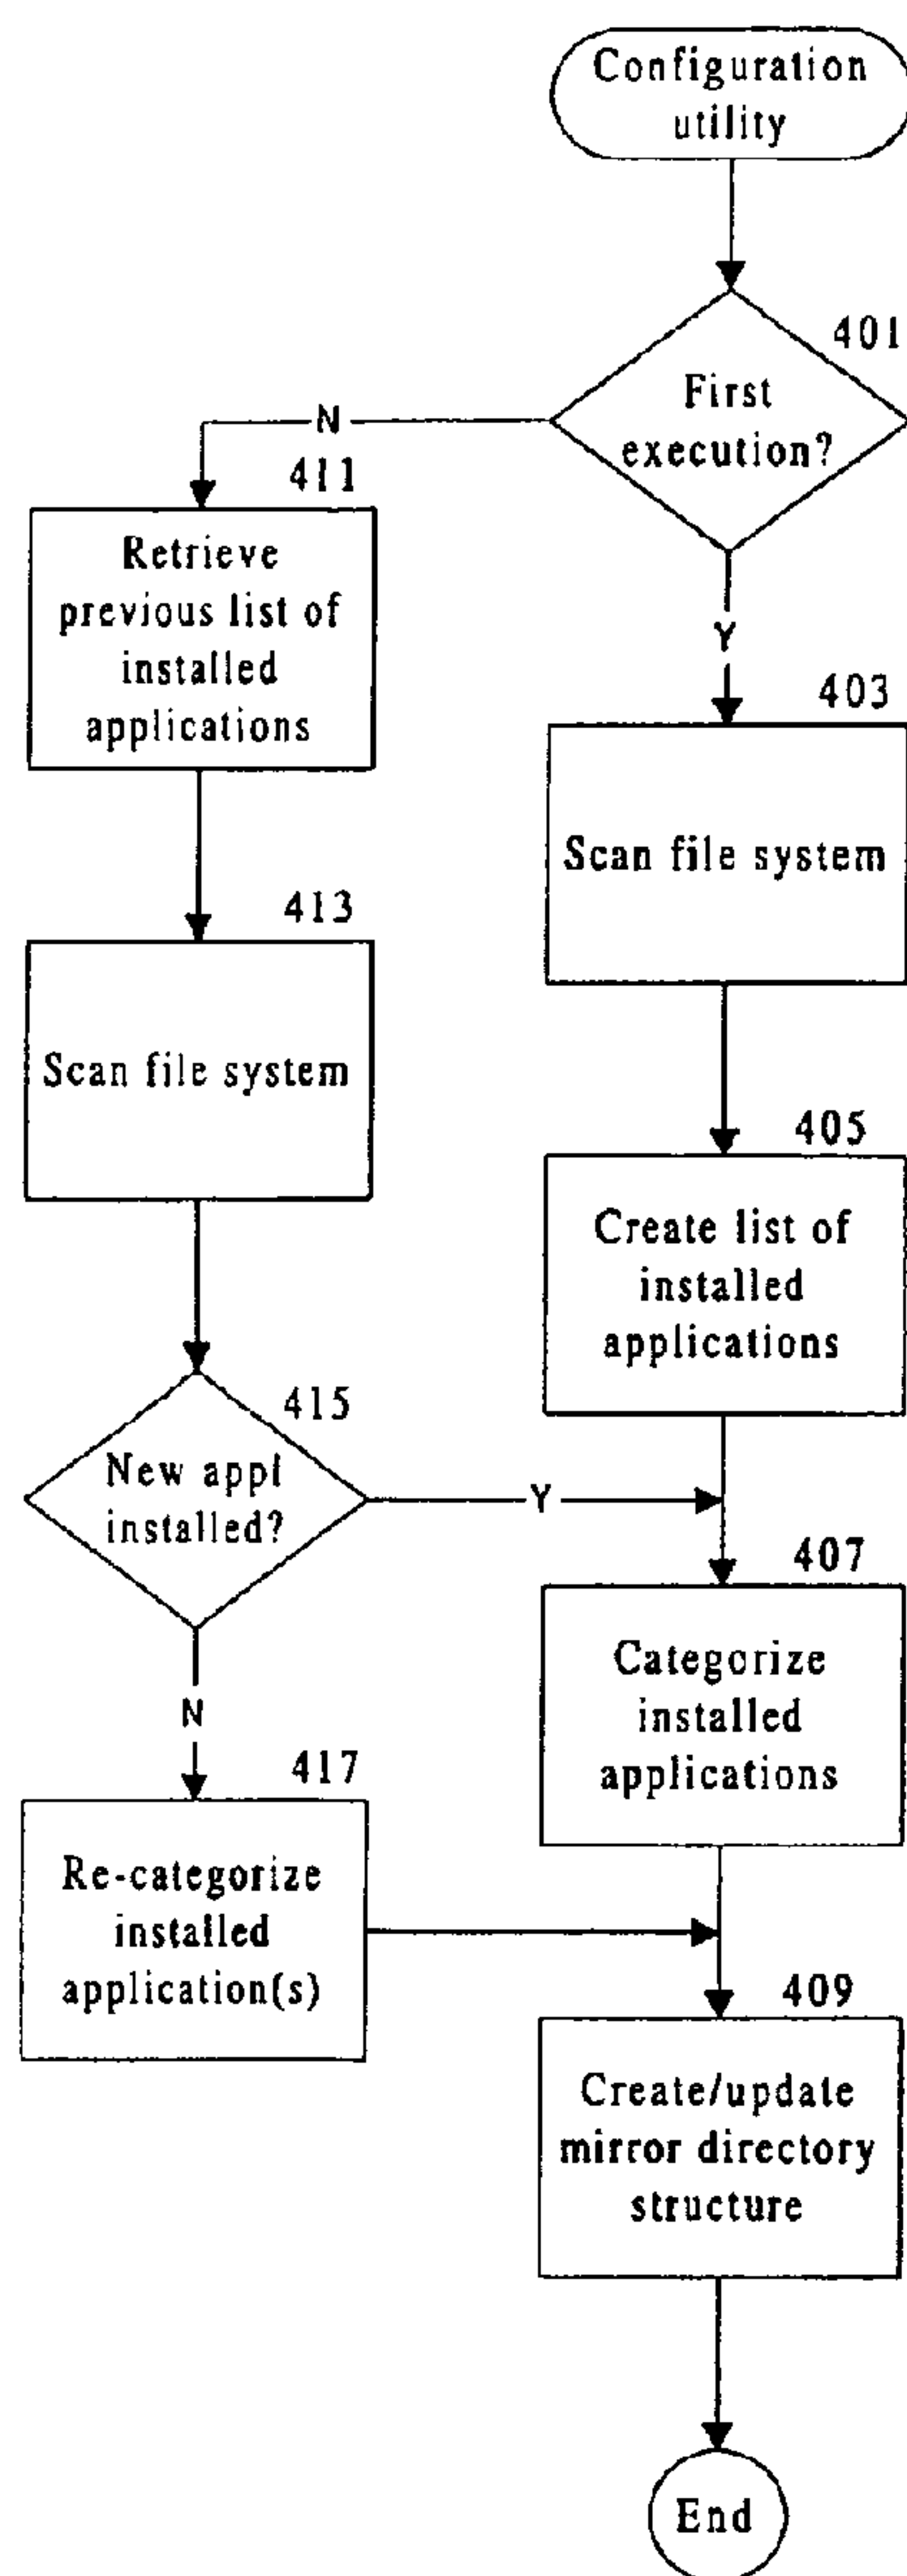 Configuration
utility
401
First
execution?
N
411
Retrieve
previous list of
installed
applications
Y
403
Scan file system
413
Scan file system
405
Create list of
installed
applications
415
New appl
installed?
Y
407
Categorize
installed
applications
N
417
Re-categorize
installed
application(s)
409
Create/update
mirror directory
structure
End